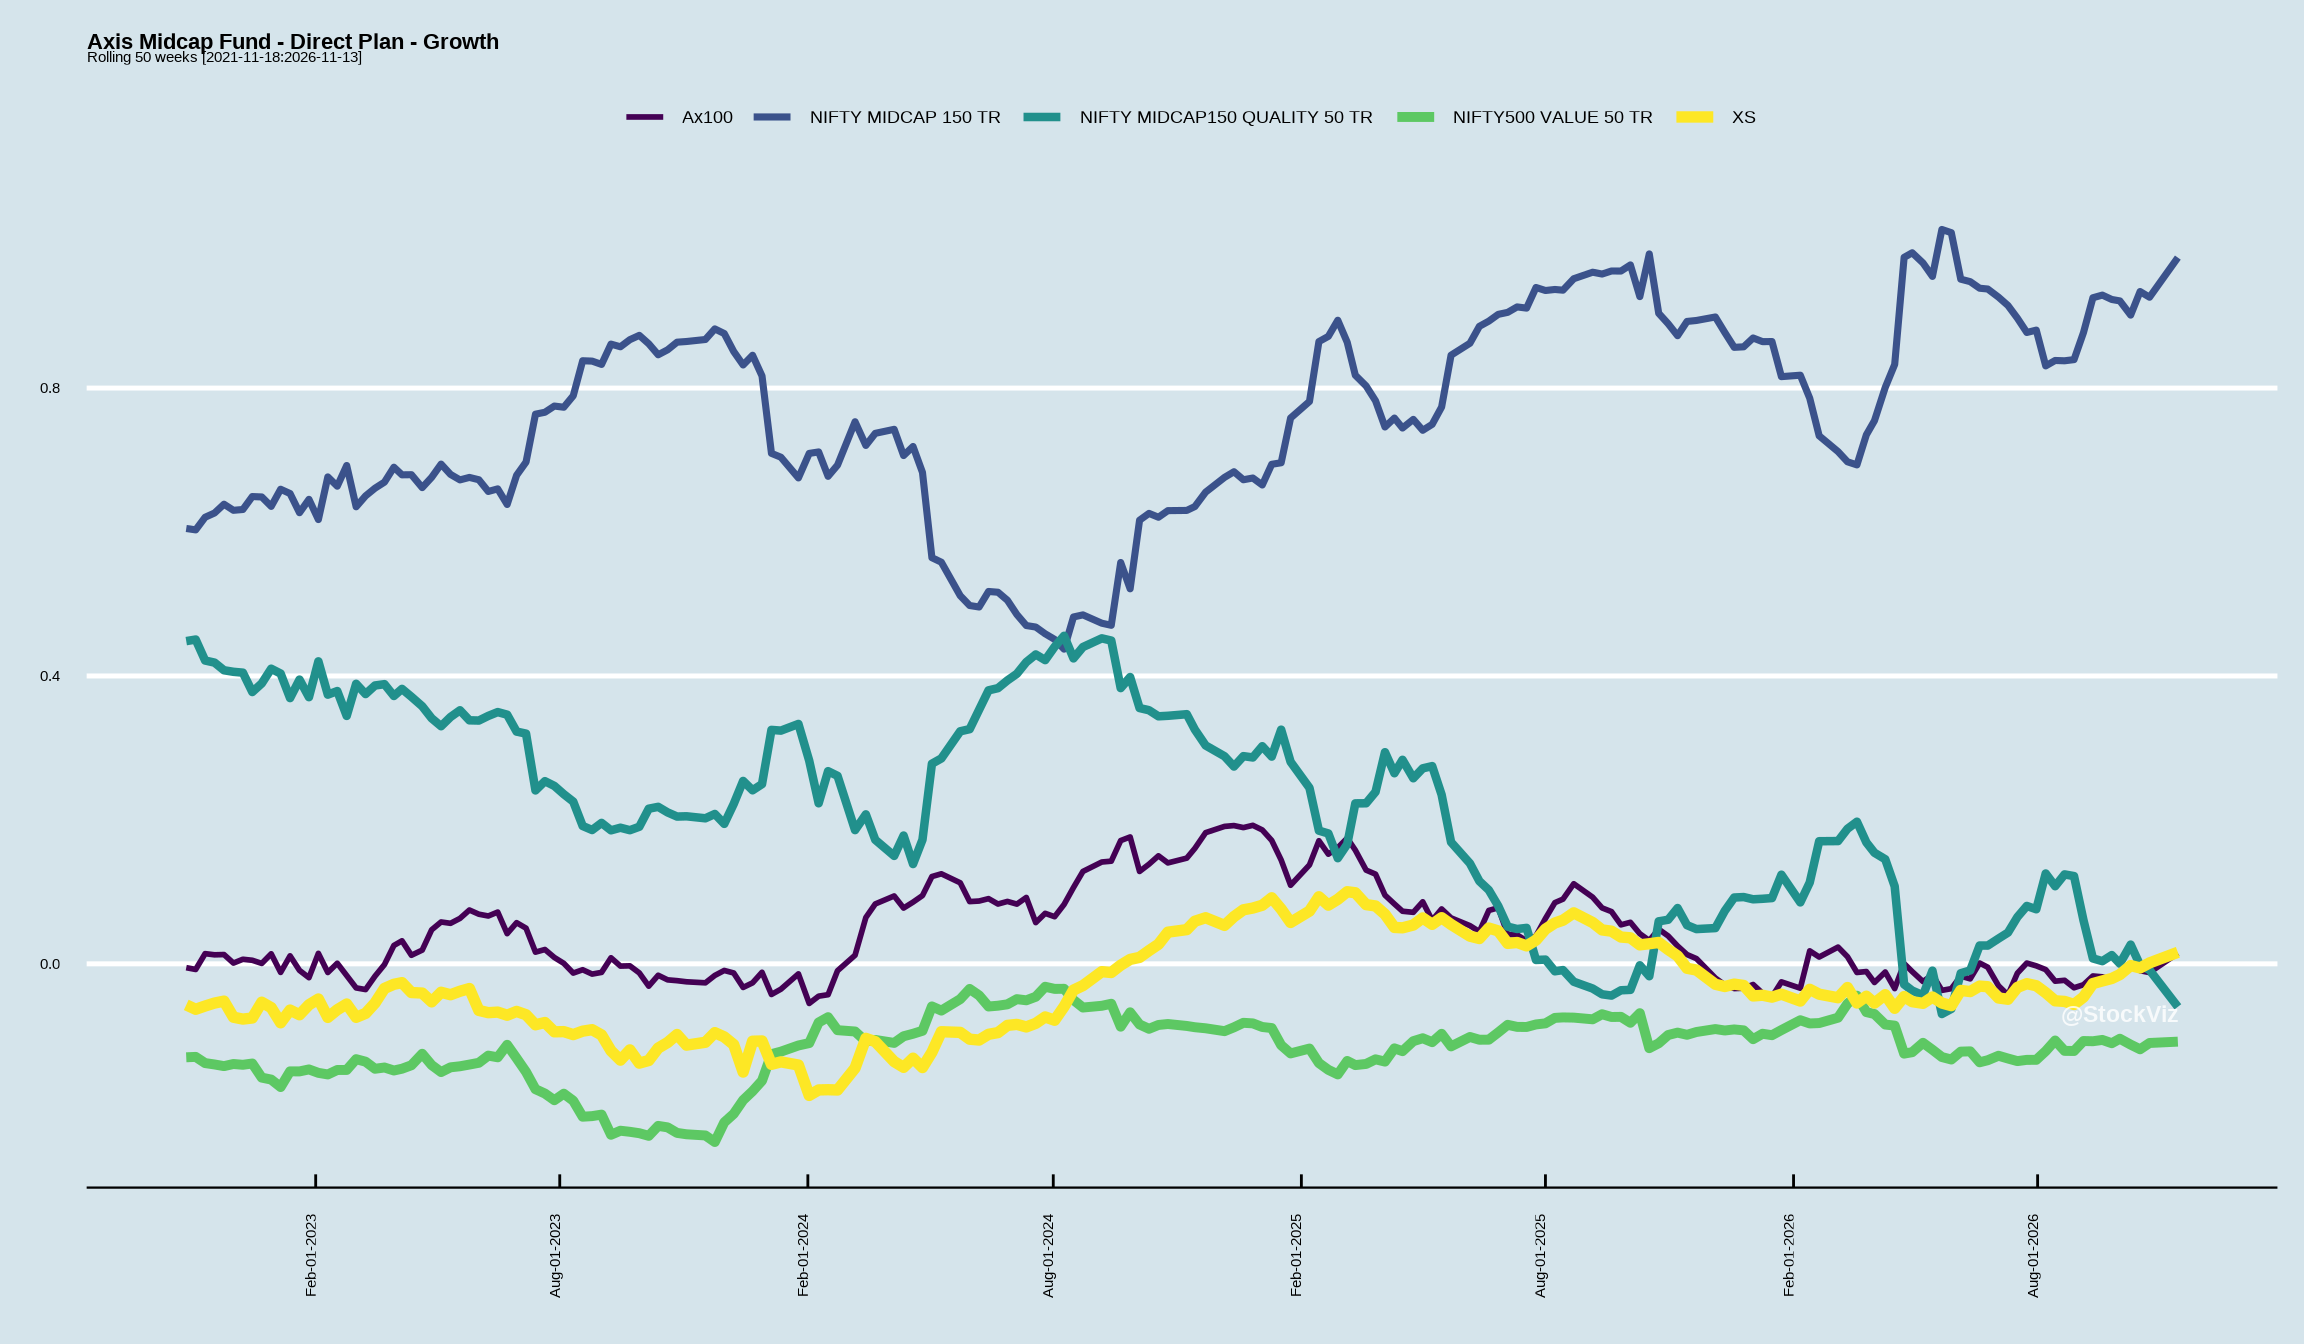 Axis Midcap Fund - Direct Plan - Growth
Rolling 50 weeks [2021-11-18:2026-11-13]
Ax100 NIFTY MIDCAP 150 TR NIFTY MIDCAP150 QUALITY 50 TR NIFTY500 VALUE 50 TR XS
0.8
0.4
0.0
@StockViz
Feb-01-2023 Aug-01-2023 Feb-01-2024 Aug-01-2024 Feb-01-2025 Aug-01-2025 Feb-01-2026 Aug-01-2026